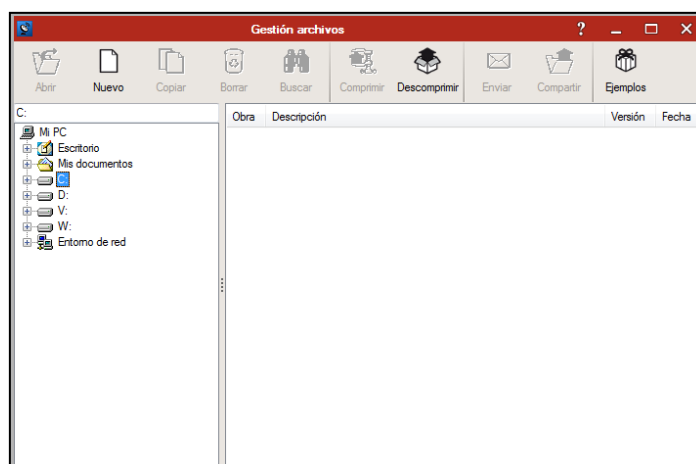 Gestión archivos ?
Abrir Nuevo Copiar Borrar Buscar Comprimir Descomprimir Enviar Compartir Ejemplos
C:
Obra Descripción Versión Fecha
Mi PC
Escritorio
Mis documentos
C:
D:
V:
W:
Entorno de red